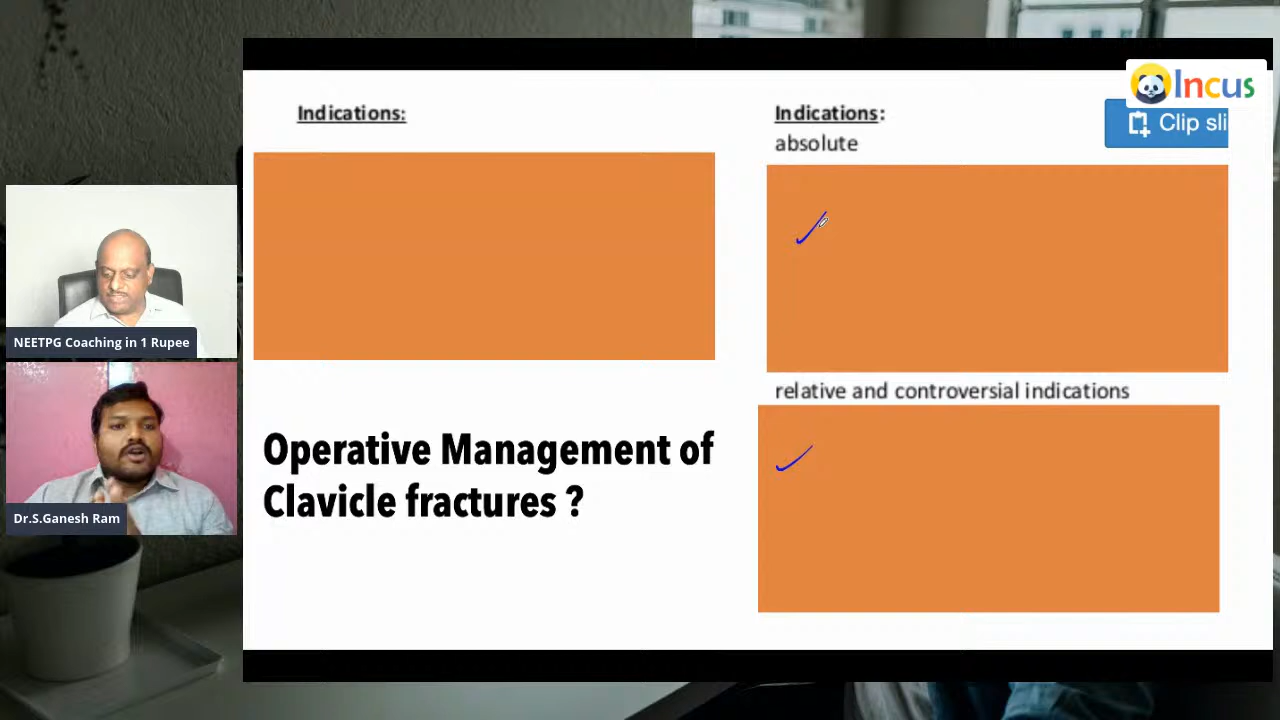 Incus
Clip sli
Indications:
Indications:
absolute
relative and controversial indications
Operative Management of
Clavicle fractures ?
NEETPG Coaching in 1 Rupee
Dr.S.Ganesh Ram